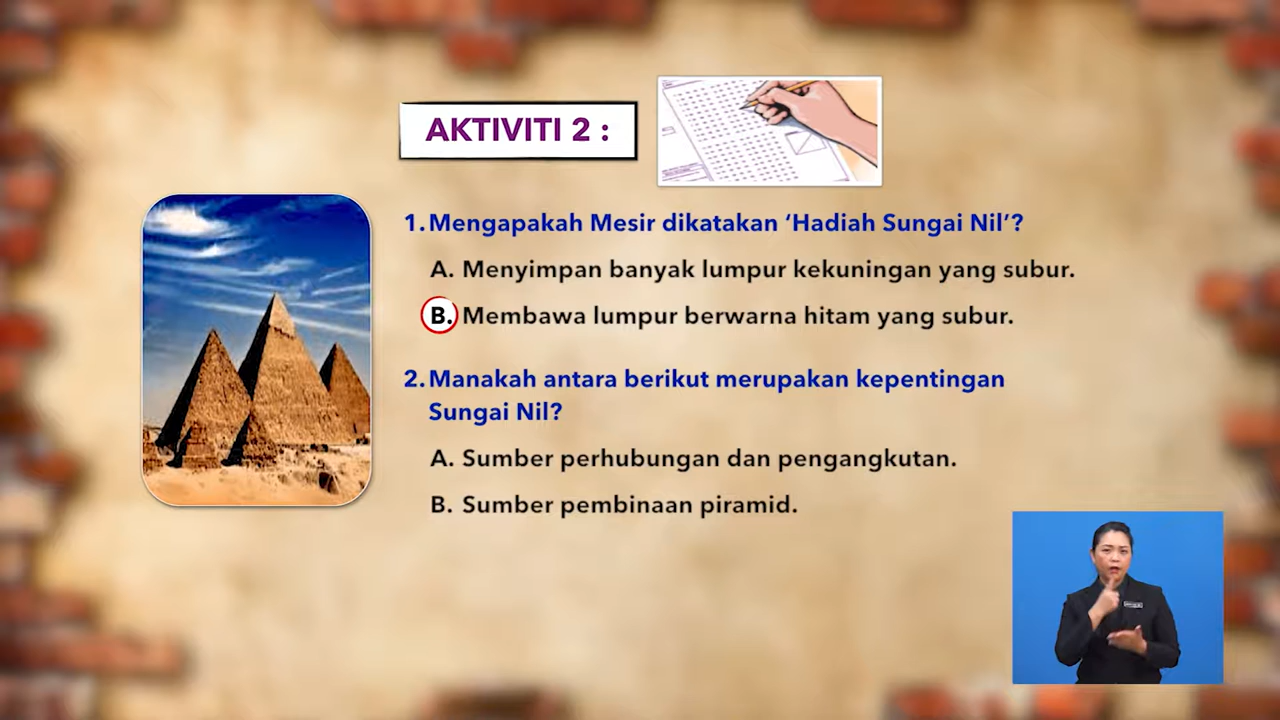 AKTIVITI 2 :
1. Mengapakah Mesir dikatakan ‘Hadiah Sungai Nil’?
A. Menyimpan banyak lumpur kekuningan yang subur.
B. Membawa lumpur berwarna hitam yang subur.
2. Manakah antara berikut merupakan kepentingan
Sungai Nil?
A. Sumber perhubungan dan pengangkutan.
B. Sumber pembinaan piramid.